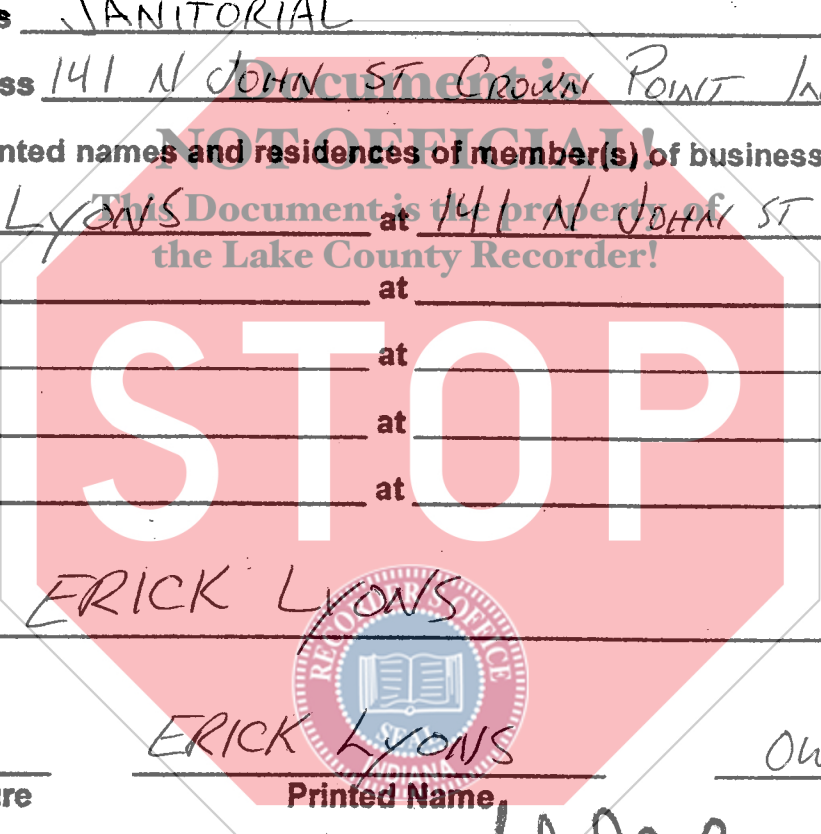 s JANITORIAL
ss 141 N JOHN ST CROWN POINT IN
Document is
NOT OFFICIAL!
nted names and residences of member(s) of business
This Document is the property of
Lyons at 141 N JOHN ST
the Lake County Recorder!
at
at
at
at
STOP
ERICK LYONS
RECORDER'S OFFICE
SEAL
INDIANA
ERICK LYONS
re Printed Name